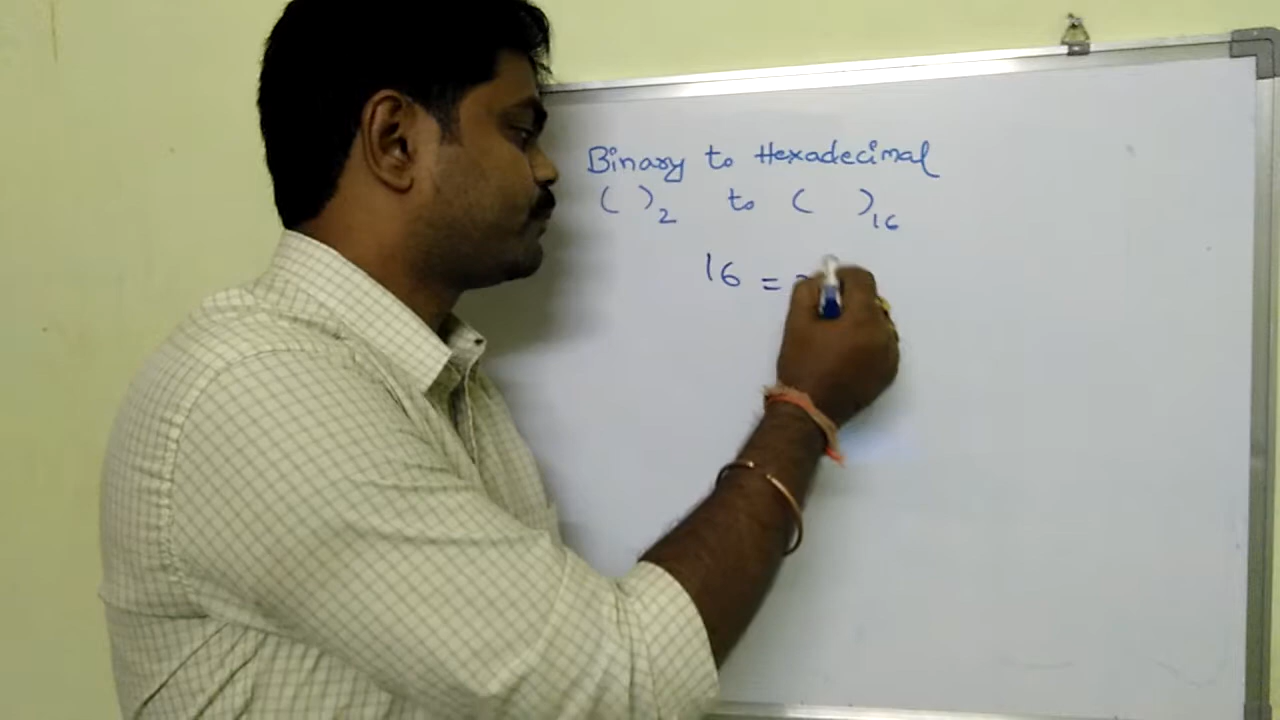 Binary to Hexadecimal
( )2 to ( )16
16 =